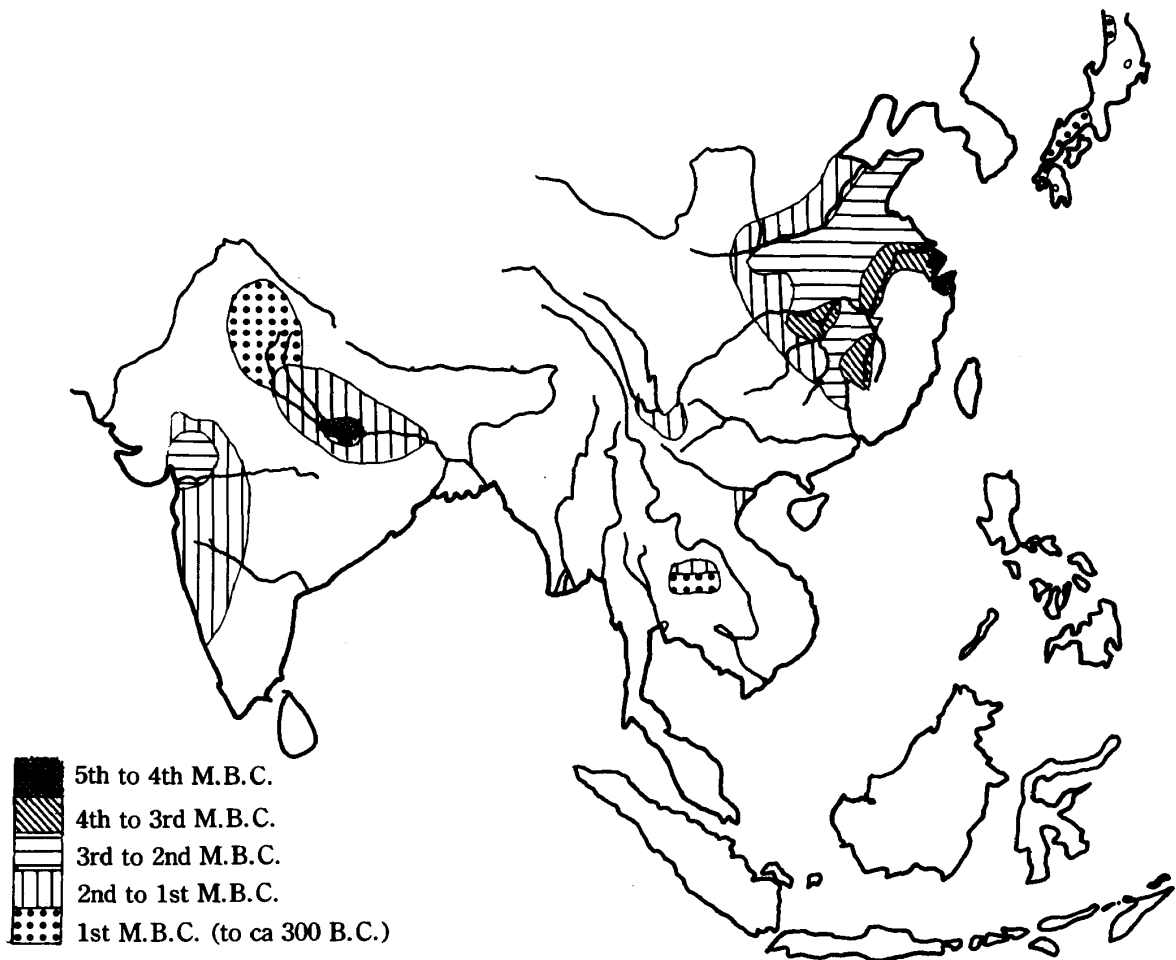 5th to 4th M.B.C.
4th to 3rd M.B.C.
3rd to 2nd M.B.C.
2nd to 1st M.B.C.
1st M.B.C. (to ca 300 B.C.)